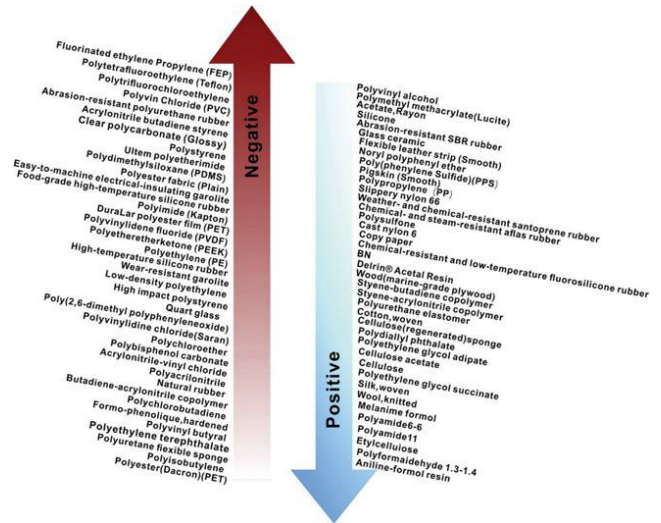 Fluorinated ethylene Propylene (FEP)
Polytetrafluoroethylene (Teflon)
Polytrifluorochloroethylene
Polyvin Chloride (PVC)
Abrasion-resistant polyurethane rubber
Acrylonitrile butadiene styrene
Clear polycarbonate (Glossy)
Polystyrene
Ultem polyetherimide
Polydimethylsiloxane (PDMS)
Polyester fabric (Plain)
Easy-to-machine electrical-insulating garolite
Food-grade high-temperature silicone rubber
Polyimide (Kapton)
DuraLar polyester film (PET)
Polyvinylidene fluoride (PVDF)
Polyetheretherketone (PEEK)
Polyethylene (PE)
High-temperature silicone rubber
Wear-resistant garolite
Low-density polyethylene
High impact polystyrene
Quart glass
Poly(2,6-dimethyl polyphenyleneoxide)
Polyvinylidine chloride(Saran)
Polychloroether
Polybisphenol carbonate
Acrylonitrile-vinyl chloride
Polyacrilonitrile
Natural rubber
Butadiene-acrylonitrile copolymer
Polychlorobutadiene
Formo-phenolique,hardened
Polyvinyl butyral
Polyethylene terephthalate
Polyuretane flexible sponge
Polyisobutylene
Polyester(Dacron)(PET)
Negative
Positive
Polyvinyl alcohol
Polymethyl methacrylate(Lucite)
Acetate,Rayon
Silicone
Abrasion-resistant SBR rubber
Glass ceramic
Flexible leather strip (Smooth)
Noryl polyphenyl ether
Poly(phenylene Sulfide)(PPS)
Pigskin (Smooth)
Polypropylene (PP)
Slippery nylon 66
Weather- and chemical-resistant santoprene rubber
Chemical- and steam-resistant aflas rubber
Polysulfone
Cast nylon 6
Copy paper
Chemical-resistant and low-temperature fluorosilicone rubber
BN
Delrin® Acetal Resin
Wood(marine-grade plywood)
Styene-butadiene copolymer
Styene-acrylonitrile copolymer
Polyurethane elastomer
Cotton,woven
Cellulose(regenerated)sponge
Polydiallyl phthalate
Polyethylene glycol adipate
Cellulose acetate
Cellulose
Polyethylene glycol succinate
Silk,woven
Wool,knitted
Melanime formol
Polyamide6-6
Polyamide11
Etylcelluiose
Polyformaidehyde 1.3-1.4
Aniline-formol resin